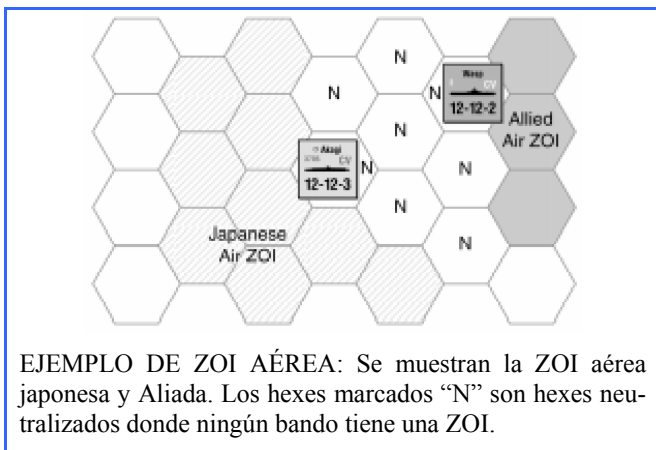 N
N
N
Wasp
CV
12-12-2
Allied
Air ZOI
N
Akagi
CV
12-12-3
N
N
N
N
Japanese
Air ZOI
EJEMPLO DE ZOI AÉREA: Se muestran la ZOI aérea
japonesa y Aliada. Los hexes marcados “N” son hexes neu-
tralizados donde ningún bando tiene una ZOI.